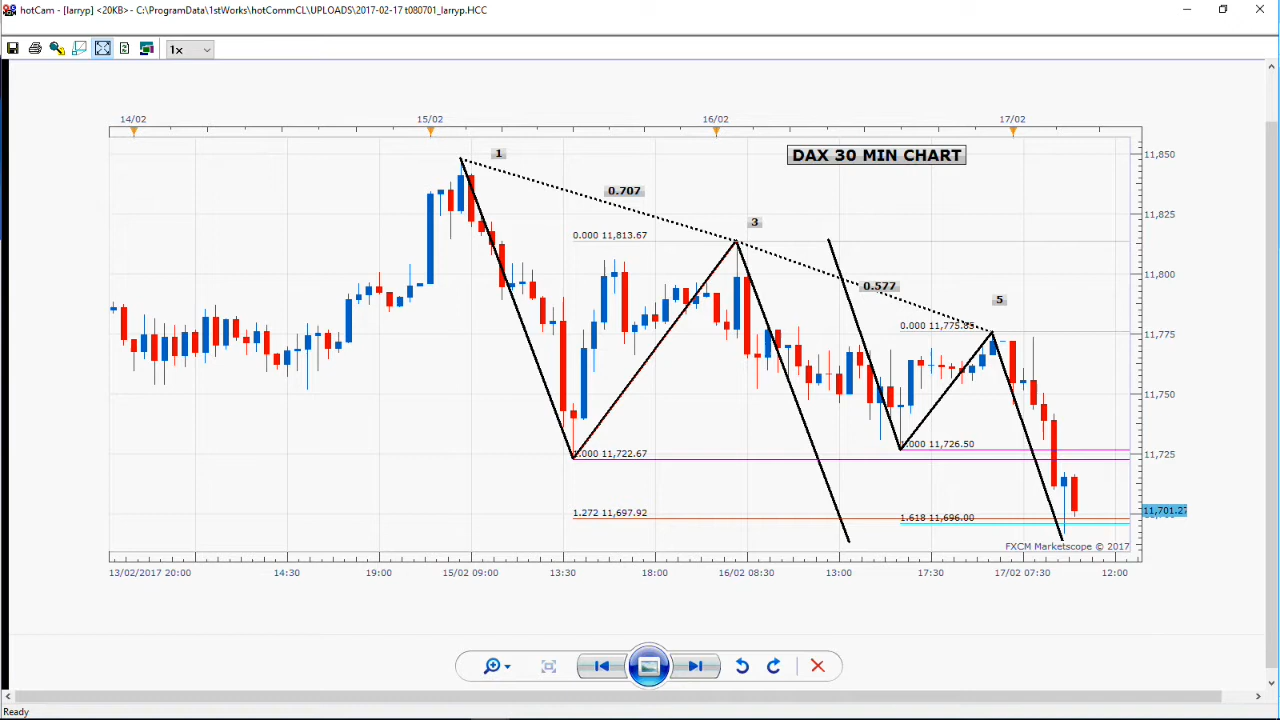 hotCam - [larryp] <20KB> - C:\ProgramData\1stWorks\hotCommCL\UPLOADS\2017-02-17 t080701_larryp.HCC
1x
14/02 15/02 16/02 17/02
DAX 30 MIN CHART
1
0.707
3
0.577
5
0.000 11,813.67
0.000 11,775.85
1.000 11,726.50
1.000 11,722.67
1.272 11,697.92
1.618 11,696.00
11,850
11,825
11,800
11,775
11,750
11,725
11,701.27
FXCM Marketscope © 2017
13/02/2017 20:00 14:30 19:00 15/02 09:00 13:30 18:00 16/02 08:30 13:00 17:30 17/02 07:30 12:00
Ready